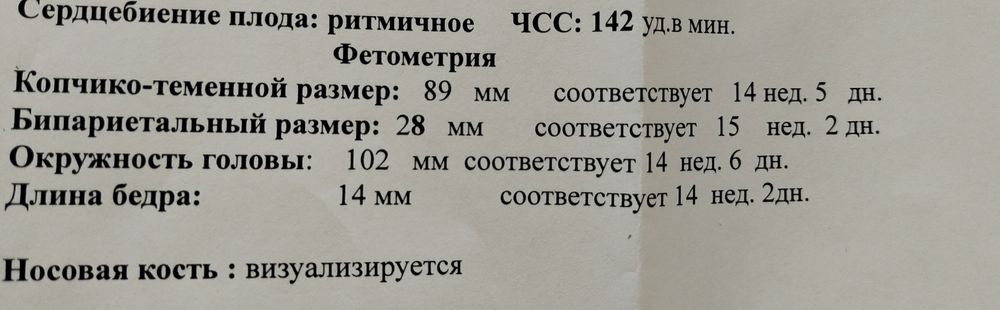 Сердцебиение плода: ритмичное ЧСС: 142 уд.в мин.
Фетометрия
Копчико-теменной размер: 89 мм соответствует 14 нед. 5 дн.
Бипариетальный размер: 28 мм соответствует 15 нед. 2 дн.
Окружность головы: 102 мм соответствует 14 нед. 6 дн.
Длина бедра: 14 мм соответствует 14 нед. 2дн.
Носовая кость : визуализируется